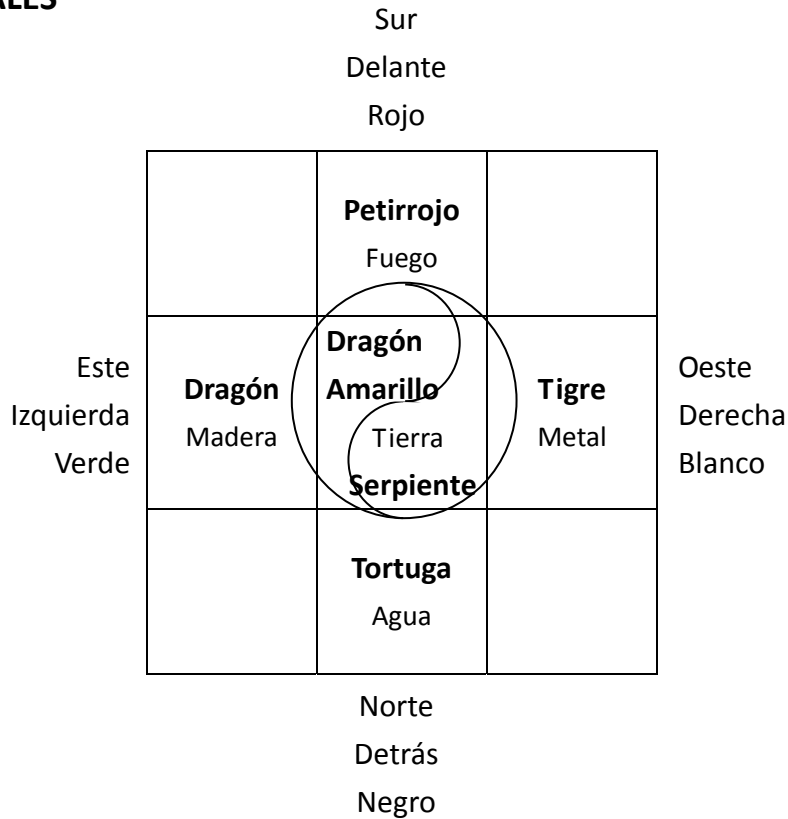 Sur
Delante
Rojo
Petirrojo
Fuego
Este
Izquierda
Verde
Dragón
Madera
Dragón
Amarillo
Tierra
Serpiente
Tigre
Metal
Oeste
Derecha
Blanco
Tortuga
Agua
Norte
Detrás
Negro